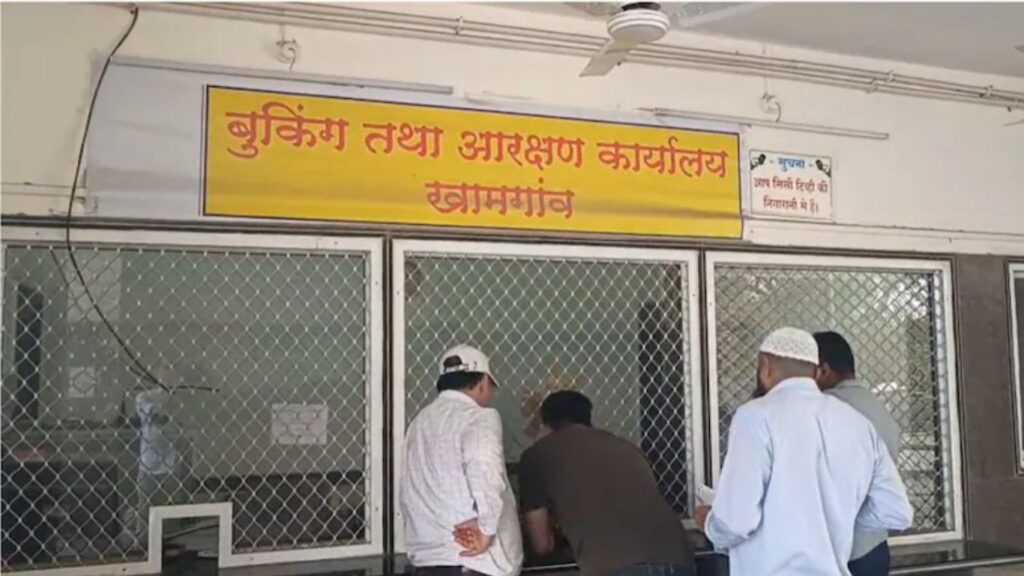 बुकिंग तथा आरक्षण कार्यालय
खामगांव
- सुचना -
आप सिसी टिव्ही की
निगरानी में हैं।